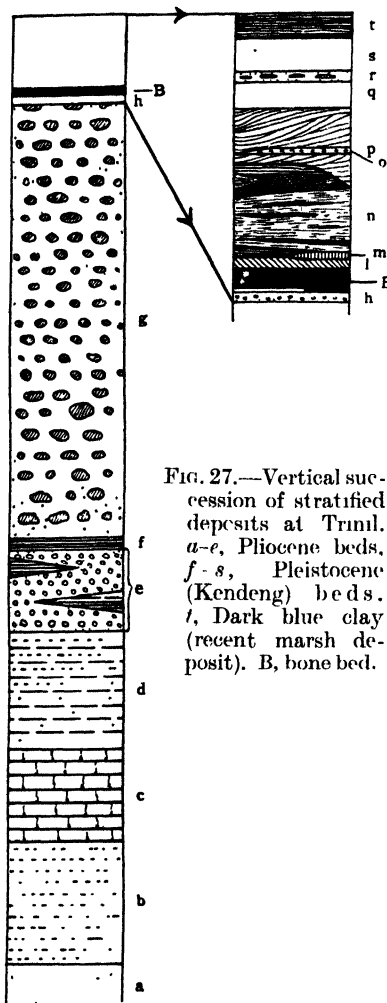 t
s
r
q
p
o
n
m
l
B
h
B
h
g
f
e
d
c
b
a
FIG. 27.—Vertical suc-
cession of stratified
deposits at Trinil.
a-e, Pliocene beds,
f-s, Pleistocene
(Kendeng) beds.
t, Dark blue clay
(recent marsh de-
posit). B, bone bed.